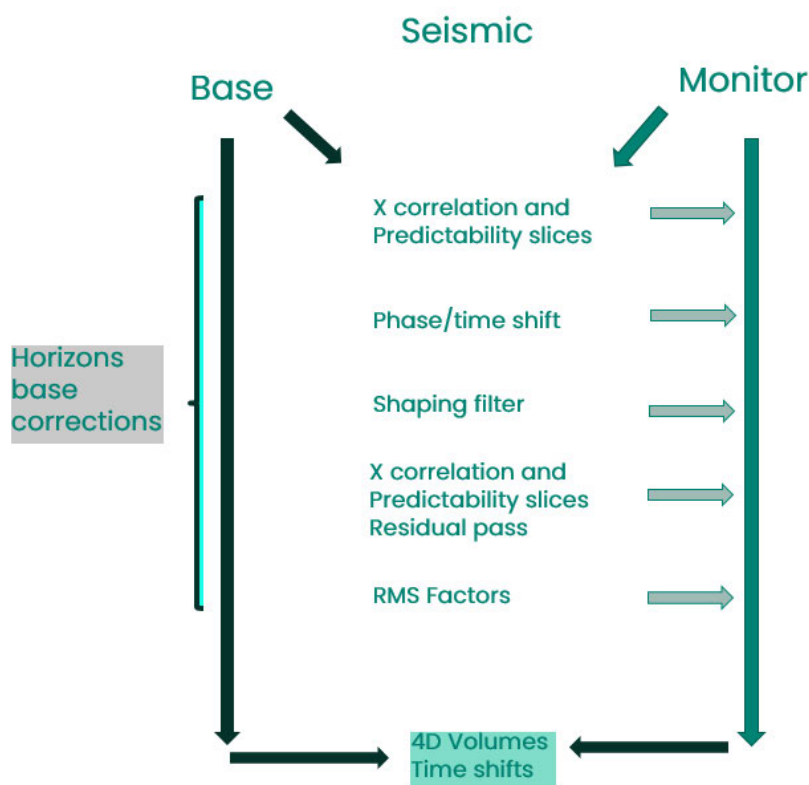 Seismic
Base
Monitor
X correlation and
Predictability slices
Phase/time shift
Horizons
base
corrections
Shaping filter
X correlation and
Predictability slices
Residual pass
RMS Factors
4D Volumes
Time shifts